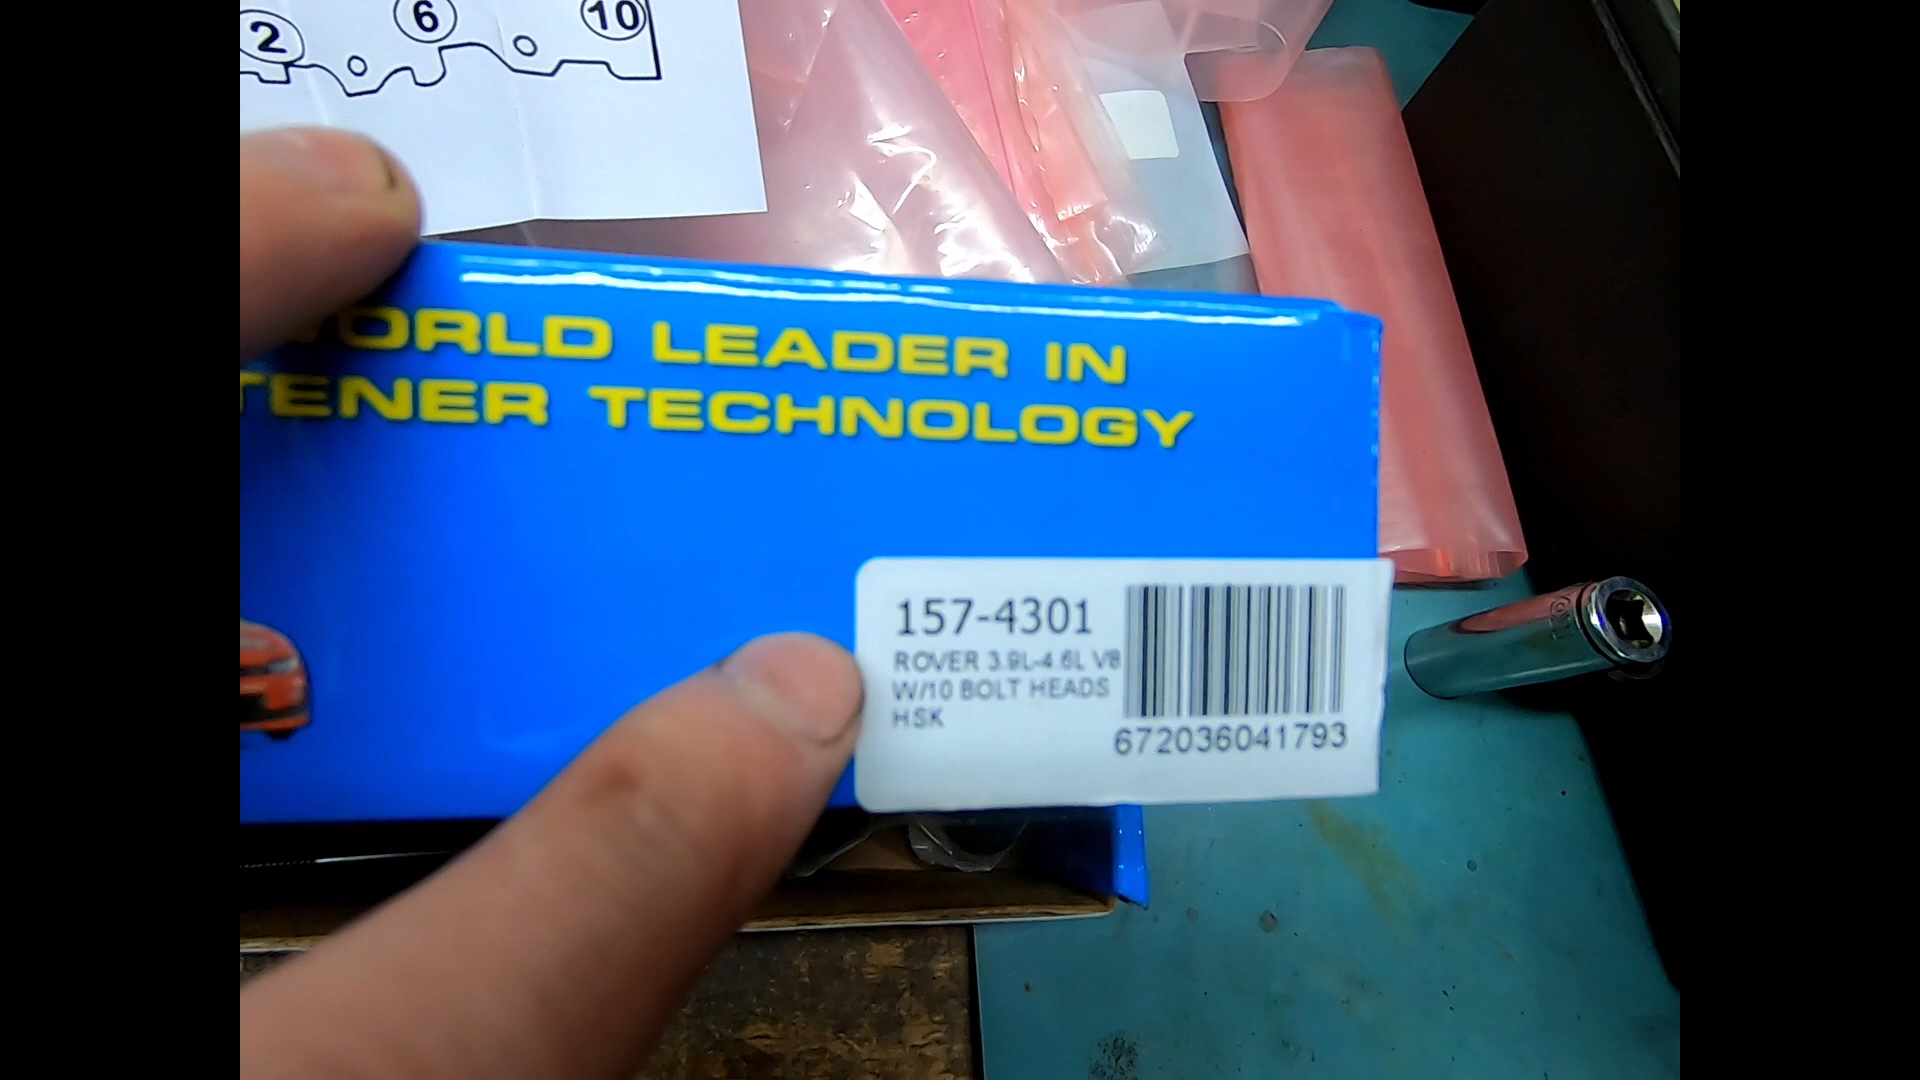 2
6
10
WORLD LEADER IN
TENER TECHNOLOGY
157-4301
ROVER 3.9L-4.6L V8
W/10 BOLT HEADS
HSK
672036041793